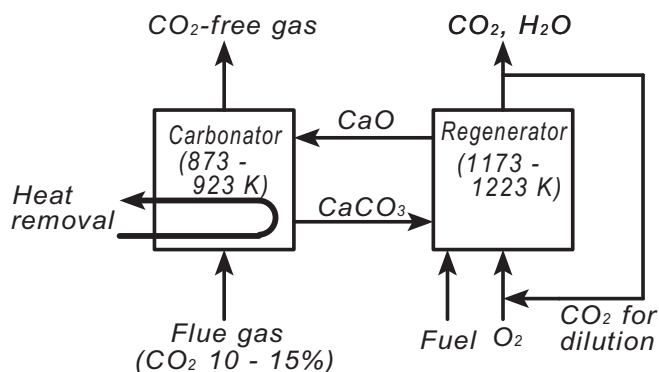 CO₂-free gas
CO₂, H₂O
Carbonator
(873 -
923 K)
CaO
Regenerator
(1173 -
1223 K)
Heat
removal
CaCO₃
Flue gas
(CO₂ 10 - 15%)
Fuel
O₂
CO₂ for
dilution